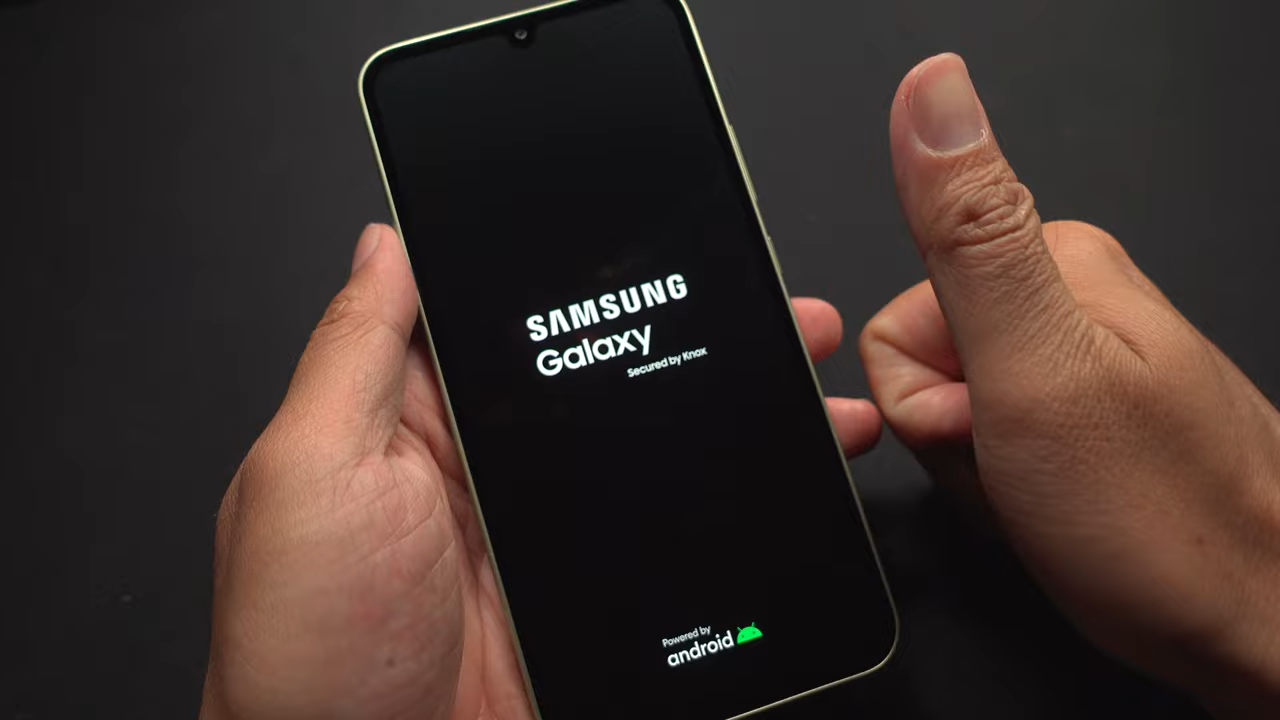 SAMSUNG
Galaxy
Secured by Knox
Powered by
android